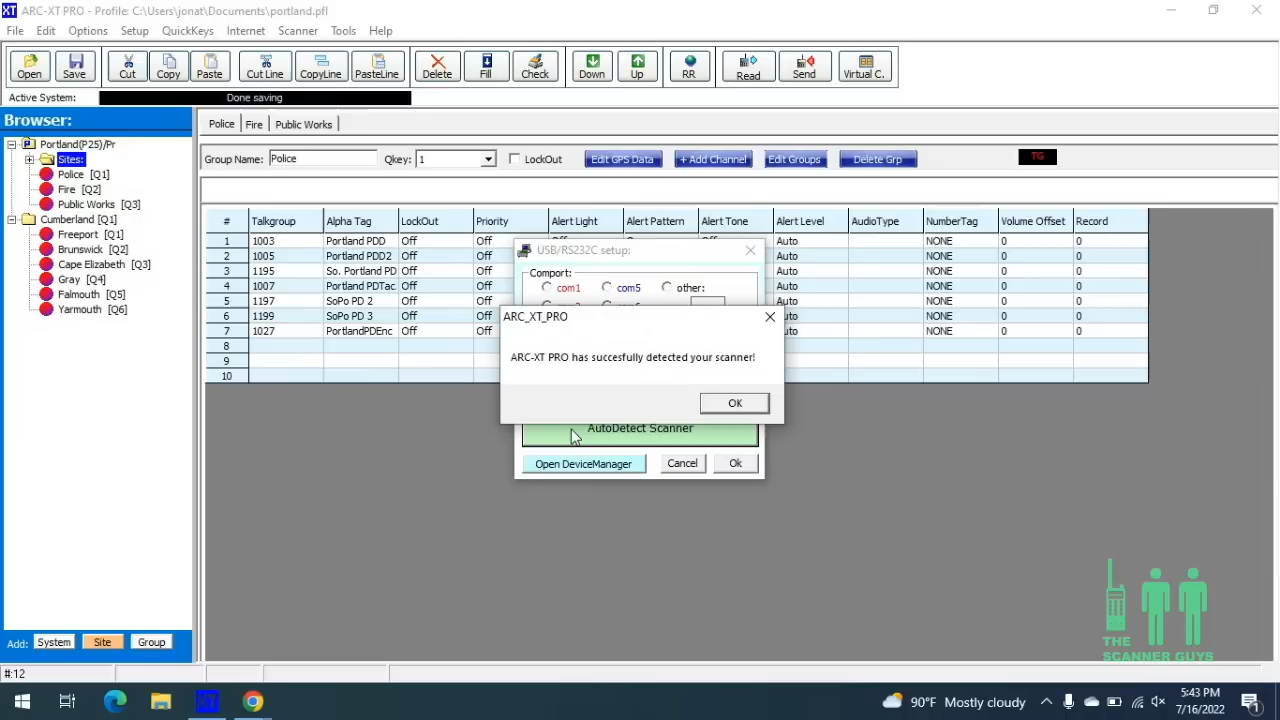 XT ARC-XT PRO - Profile: C:\Users\jonat\Documents\portland.pfl
File Edit Options Setup QuickKeys Internet Scanner Tools Help
Open Save Cut Copy Paste Cut Line CopyLine PasteLine Delete Fill Check Down Up RR Read Send Virtual C.
Active System: Done saving
Browser:
Portland(P25)/Pr
Sites:
Police [Q1]
Fire [Q2]
Public Works [Q3]
Cumberland [Q1]
Freeport [Q1]
Brunswick [Q2]
Cape Elizabeth [Q3]
Gray [Q4]
Falmouth [Q5]
Yarmouth [Q6]
Add: System Site Group
#:12
Police Fire Public Works
Group Name: Police Qkey: 1 LockOut Edit GPS Data + Add Channel Edit Groups Delete Grp TG
# Talkgroup Alpha Tag LockOut Priority Alert Light Alert Pattern Alert Tone Alert Level AudioType NumberTag Volume Offset Record
1 1003 Portland PDD Off Off Auto NONE 0 0
2 1005 Portland PDD2 Off Off Auto NONE 0 0
3 1195 So. Portland PD Off Off Auto NONE 0 0
4 1007 Portland PDTac Off Off Auto NONE 0 0
5 1197 SoPo PD 2 Off Off NONE 0 0
6 1199 SoPo PD 3 Off Off NONE 0 0
7 1027 PortlandPDEnc Off Off NONE 0 0
8
9
10
USB/RS232C setup:
Comport:
com1 com5 other:
ARC_XT_PRO
ARC-XT PRO has succesfully detected your scanner!
OK
AutoDetect Scanner
Open DeviceManager Cancel Ok
THE
SCANNER GUYS
XT 90°F Mostly cloudy 5:43 PM
7/16/2022
1